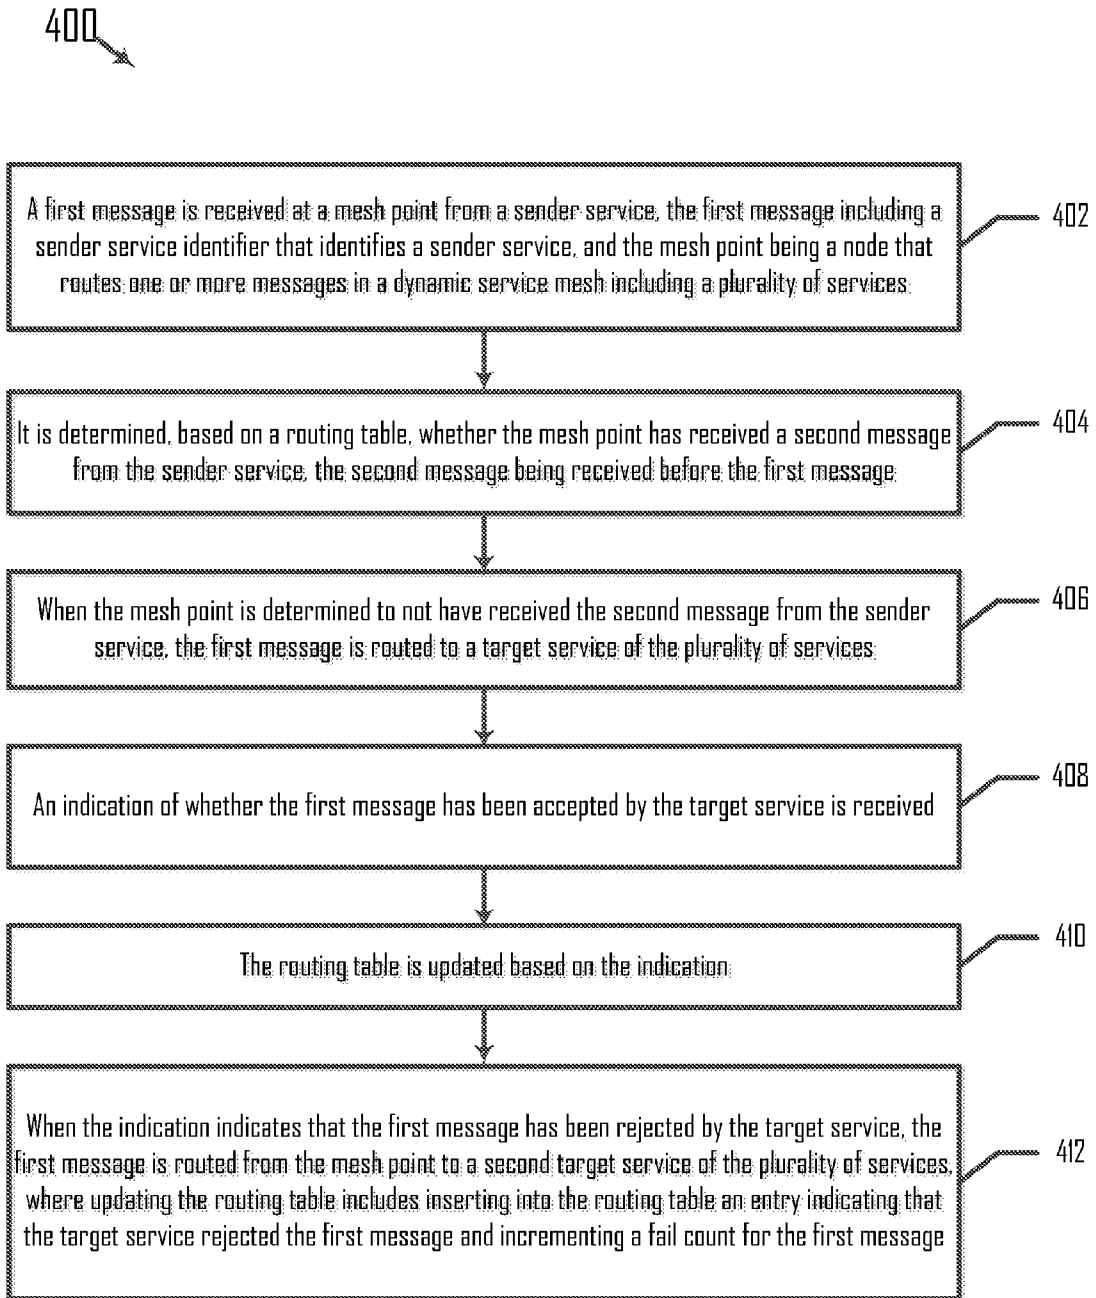 400
A first message is received at a mesh point from a sender service, the first message including a
sender service identifier that identifies a sender service, and the mesh point being a node that
routes one or more messages in a dynamic service mesh including a plurality of services
402
It is determined, based on a routing table, whether the mesh point has received a second message
from the sender service, the second message being received before the first message
404
When the mesh point is determined to not have received the second message from the sender
service, the first message is routed to a target service of the plurality of services
406
An indication of whether the first message has been accepted by the target service is received
408
The routing table is updated based on the indication
410
When the indication indicates that the first message has been rejected by the target service, the
first message is routed from the mesh point to a second target service of the plurality of services,
where updating the routing table includes inserting into the routing table an entry indicating that
the target service rejected the first message and incrementing a fail count for the first message
412